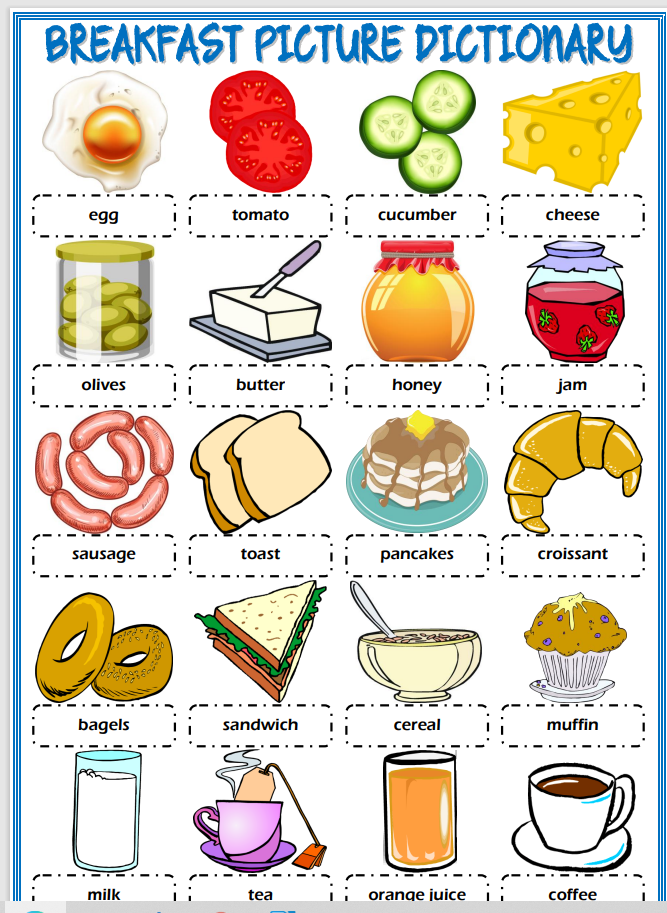 BREAKFAST PICTURE DICTIONARY
egg tomato cucumber cheese
olives butter honey jam
sausage toast pancakes croissant
bagels sandwich cereal muffin
milk tea orange juice coffee